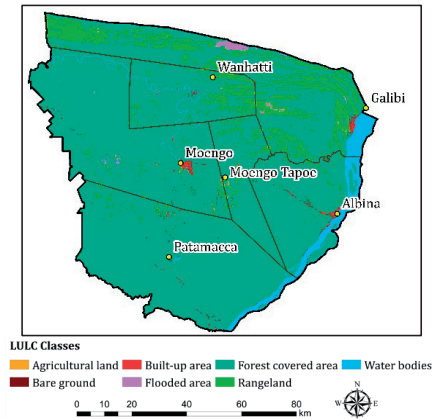 Wanhatti
Galibi
Moengo
Moengo Tapoe
Albina
Patamacca
LULC Classes
Agricultural land Built-up area Forest covered area Water bodies
Bare ground Flooded area Rangeland
N
W E
S
0 10 20 40 60 80
km